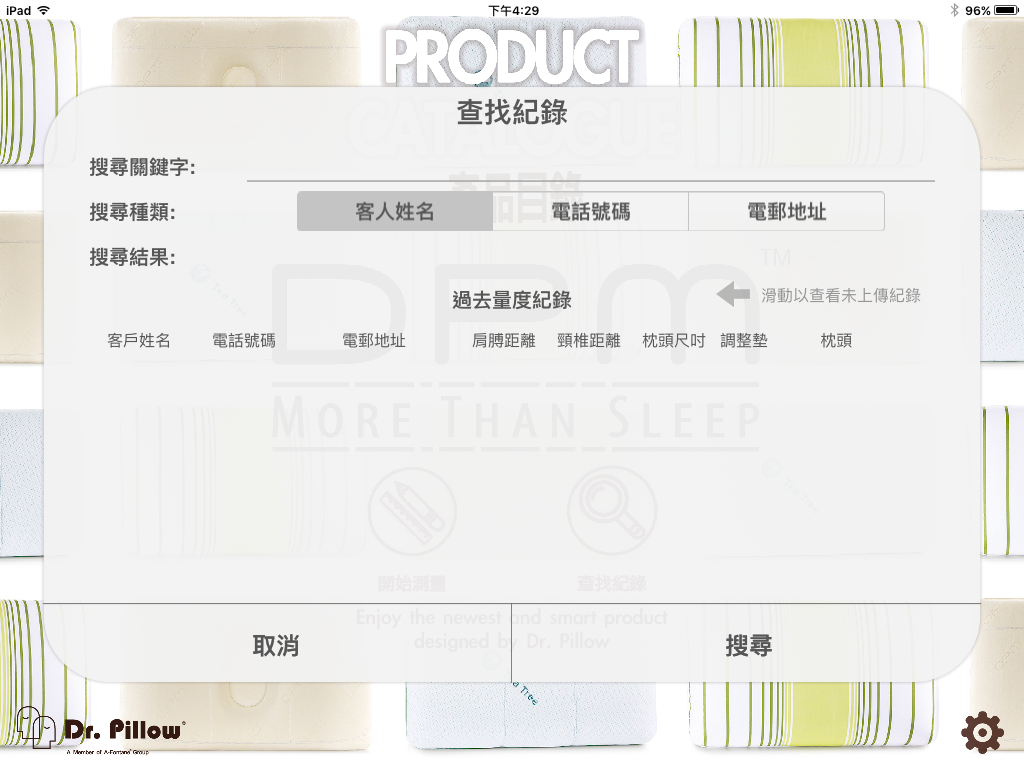 iPad 下午4:29 96%
PRODUCT
CATALOGUE
查找紀錄
搜尋關鍵字:
產品目錄
搜尋種類: 客人姓名 電話號碼 電郵地址
搜尋結果:
TM
DPM
過去量度紀錄 滑動以查看未上傳紀錄
客戶姓名 電話號碼 電郵地址 肩膊距離 頸椎距離 枕頭尺吋 調整墊 枕頭
MORE THAN SLEEP
開始測量 查找紀錄
Enjoy the newest and smart product
designed by Dr. Pillow
取消 搜尋
Dr. Pillow
A Member of A-Fontane Group